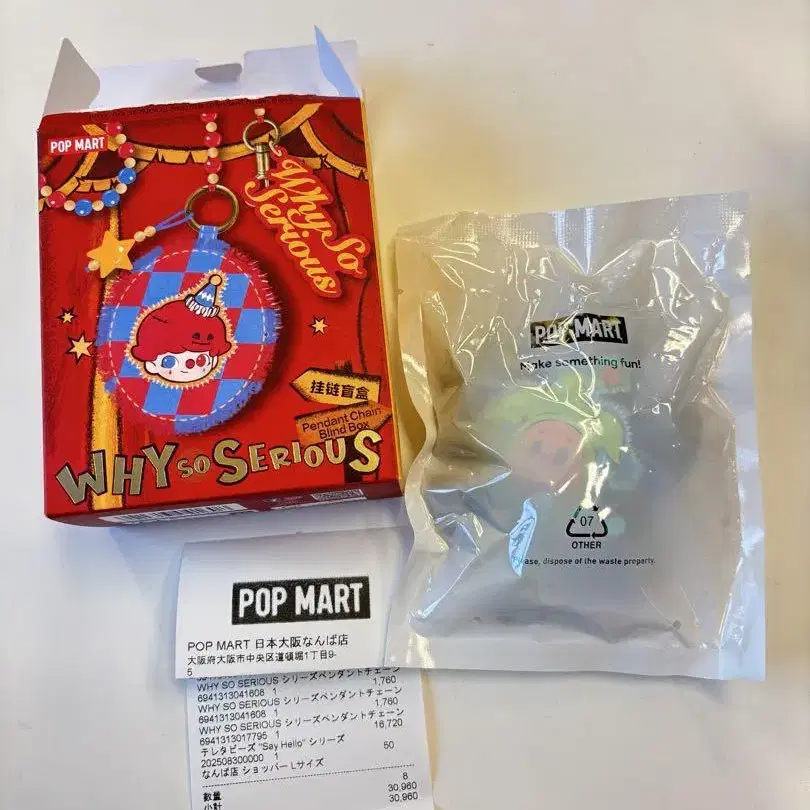 POP MART
Why So
Serious
挂链盲盒
Pendant Chain
Blind Box
WHY SO SERIOUS
POP MART
Make something fun!
07
OTHER
ease, dispose of the waste property.
POP MART
POP MART 日本大阪なんば店
大阪府大阪市中央区道頓堀1丁目9-
5
WHY SO SERIOUS シリーズペンダントチェーン
6941313041608 1 1,760
WHY SO SERIOUS シリーズペンダントチェーン
6941313041608 1 1,760
WHY SO SERIOUS シリーズペンダントチェーン
6941313017795 1 16,720
テレタビーズ "Say Hello" シリーズ
202508300000 1 50
なんば店 ショッパー Lサイズ
数量 8
小計 30,960
30,960